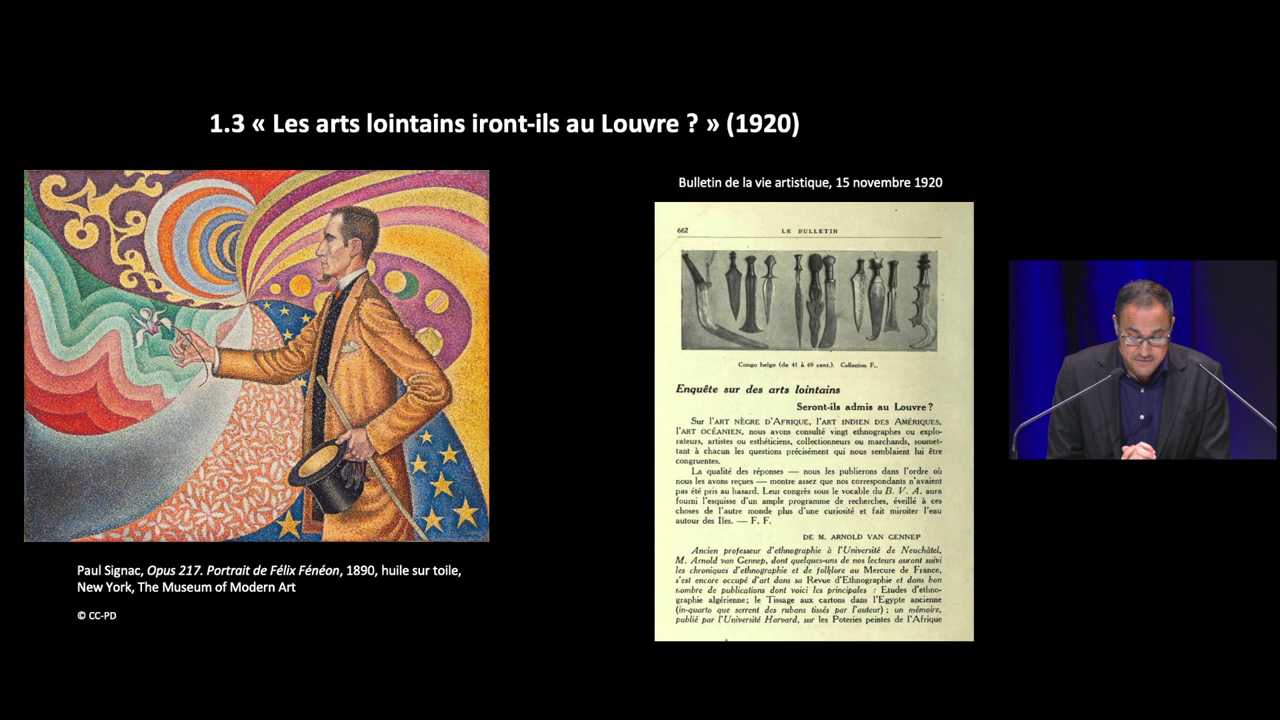 1.3 « Les arts lointains iront-ils au Louvre ? » (1920)
Paul Signac, Opus 217. Portrait de Félix Fénéon, 1890, huile sur toile,
New York, The Museum of Modern Art
© CC-PD
Bulletin de la vie artistique, 15 novembre 1920
662 LE BULLETIN
Congo belge (de 41 à 69 cent.). Collection F..
Enquête sur des arts lointains
Seront-ils admis au Louvre ?
Sur l'ART NÈGRE D'AFRIQUE, l'ART INDIEN DES AMÉRIQUES,
l'ART OCÉANIEN, nous avons consulté vingt ethnographes ou explo-
rateurs, artistes ou esthéticiens, collectionneurs ou marchands, soumet-
tant à chacun les questions précisément qui nous semblaient lui être
congruentes.
La qualité des réponses — nous les publierons dans l'ordre où
nous les avons reçues — montre assez que nos correspondants n'avaient
pas été pris au hasard. Leur congrès sous le vocable du B. V. A. aura
fourni l'esquisse d'un ample programme de recherches, éveillé à ces
choses de l'autre monde plus d'une curiosité et fait miroiter l'eau
autour des Iles. — F. F.
DE M. ARNOLD VAN GENNEP
Ancien professeur d'ethnographie à l'Université de Neuchâtel,
M. Arnold van Gennep, dont quelques-uns de nos lecteurs auront suivi
les chroniques d'ethnographie et de folklore au Mercure de France,
s'est encore occupé d'art dans sa Revue d'Ethnographie et dans bon
nombre de publications dont voici les principales : Etudes d'ethno-
graphie algérienne ; le Tissage aux cartons dans l'Egypte ancienne
(in-quarto que serrent des rubans tissés par l'auteur) ; un mémoire,
publié par l'Université Harvard, sur les Poteries peintes de l'Afrique